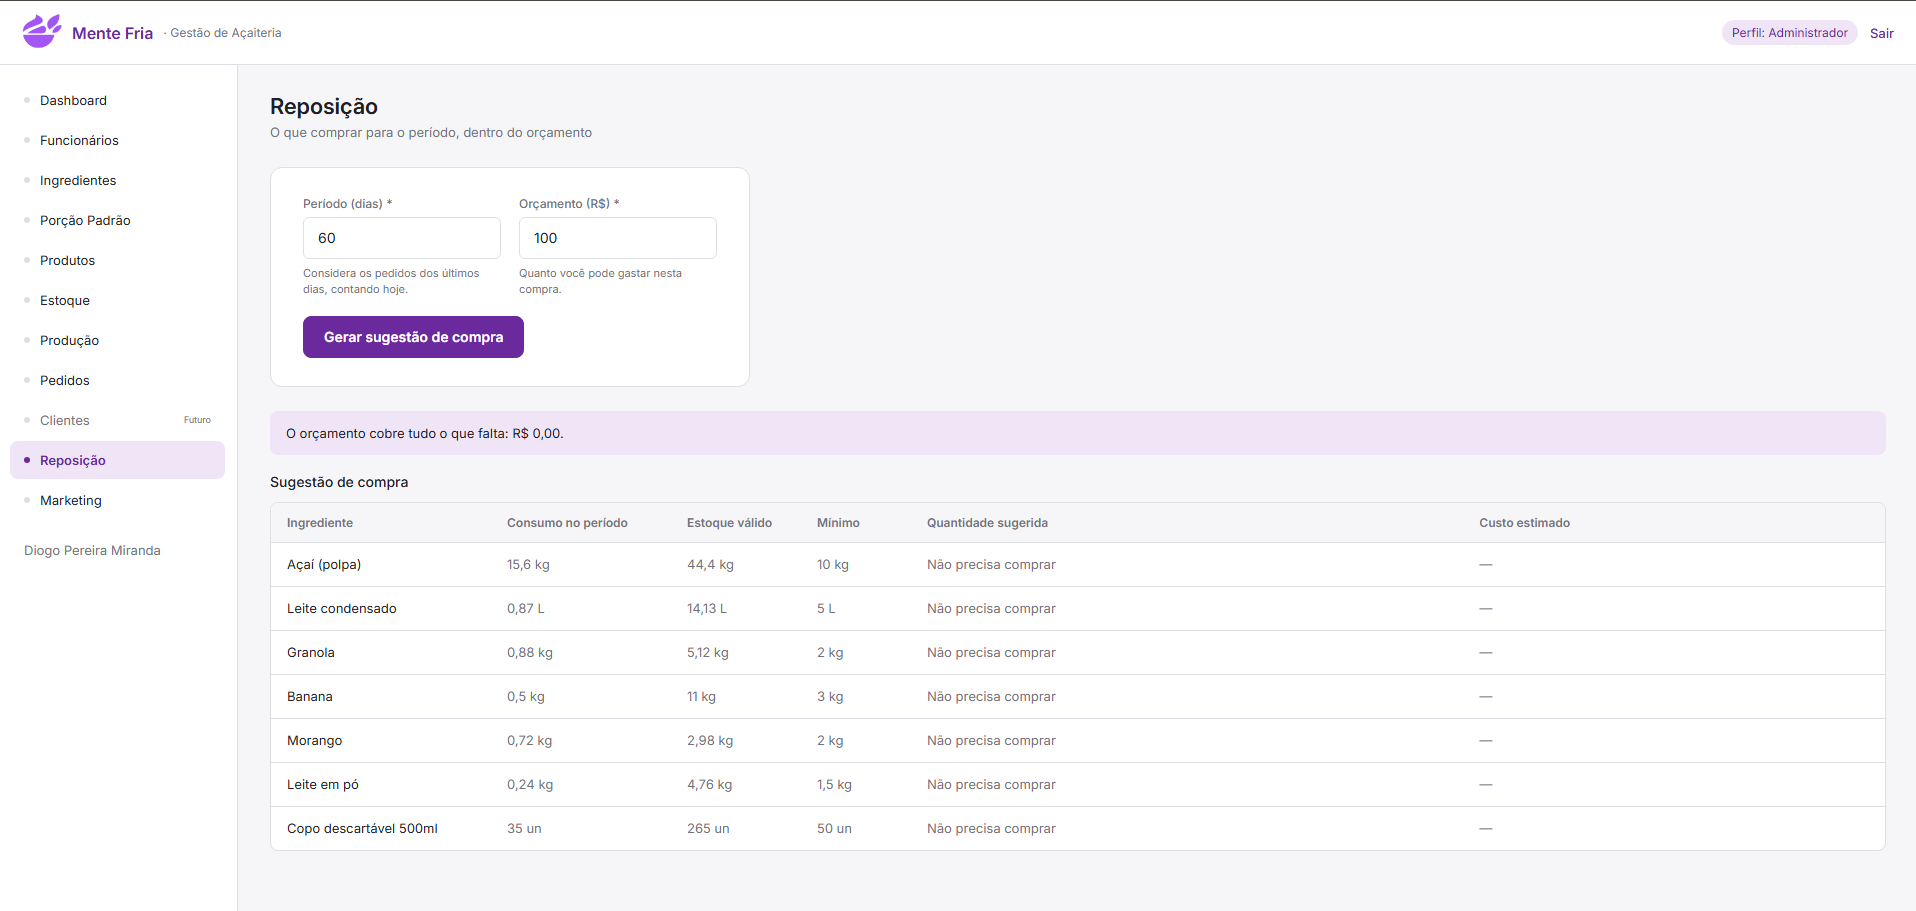 Mente Fria · Gestão de Açaiteria
Perfil: Administrador Sair
Dashboard
Funcionários
Ingredientes
Porção Padrão
Produtos
Estoque
Produção
Pedidos
Clientes Futuro
Reposição
Marketing
Diogo Pereira Miranda
Reposição
O que comprar para o período, dentro do orçamento
Período (dias) * Orçamento (R$) *
60 100
Considera os pedidos dos últimos
dias, contando hoje.
Quanto você pode gastar nesta
compra.
Gerar sugestão de compra
O orçamento cobre tudo o que falta: R$ 0,00.
Sugestão de compra
Ingrediente Consumo no período Estoque válido Mínimo Quantidade sugerida Custo estimado
Açaí (polpa) 15,6 kg 44,4 kg 10 kg Não precisa comprar —
Leite condensado 0,87 L 14,13 L 5 L Não precisa comprar —
Granola 0,88 kg 5,12 kg 2 kg Não precisa comprar —
Banana 0,5 kg 11 kg 3 kg Não precisa comprar —
Morango 0,72 kg 2,98 kg 2 kg Não precisa comprar —
Leite em pó 0,24 kg 4,76 kg 1,5 kg Não precisa comprar —
Copo descartável 500ml 35 un 265 un 50 un Não precisa comprar —